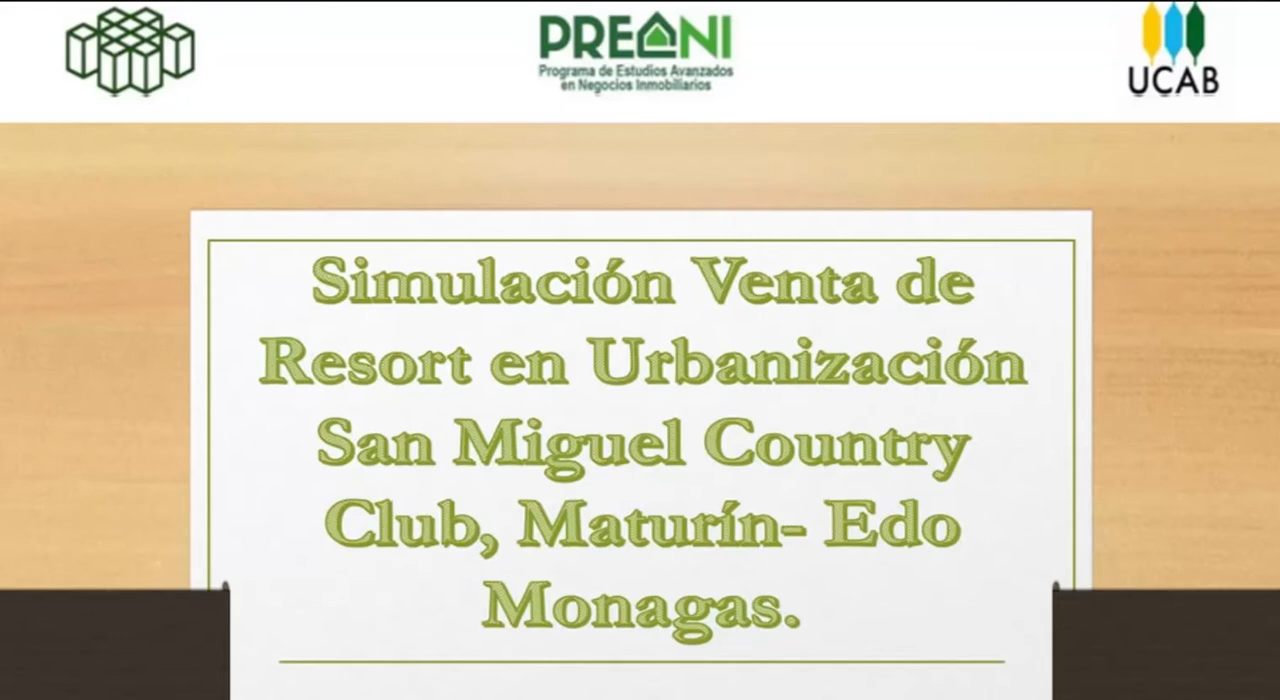 PREANI
Programa de Estudios Avanzados
en Negocios Inmobiliarios
UCAB
Simulación Venta de
Resort en Urbanización
San Miguel Country
Club, Maturín- Edo
Monagas.